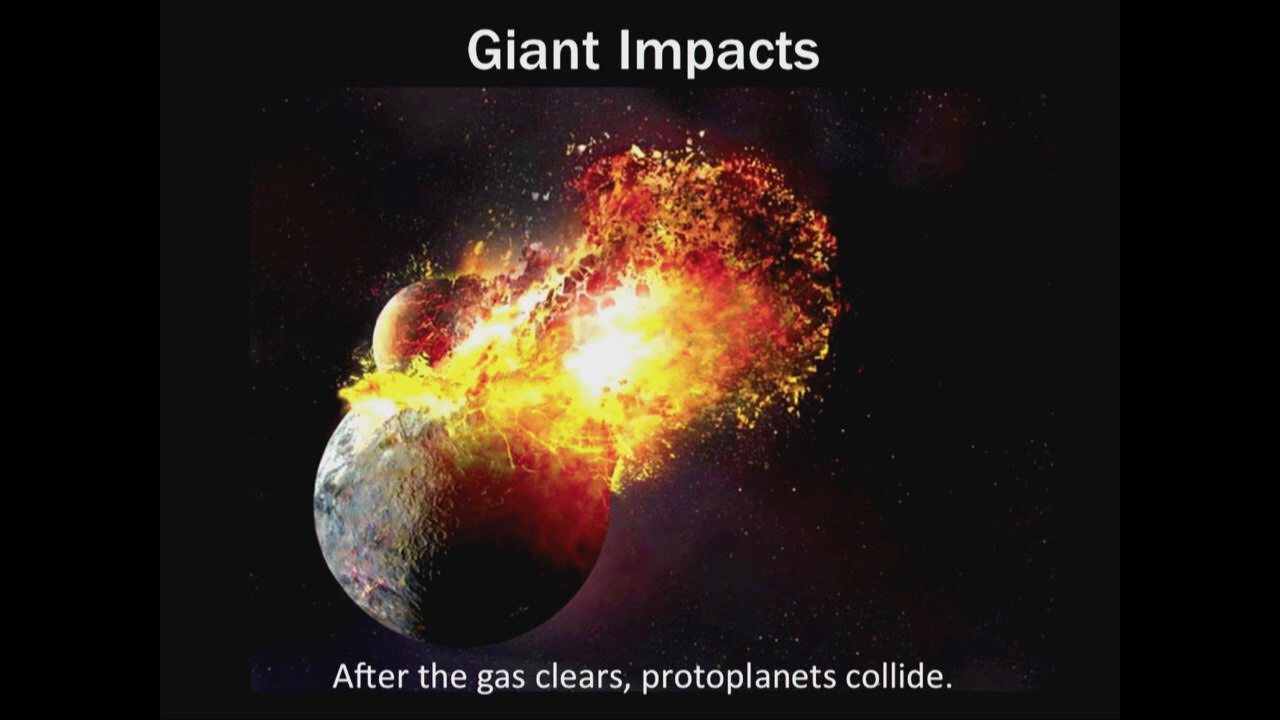 Giant Impacts
After the gas clears, protoplanets collide.